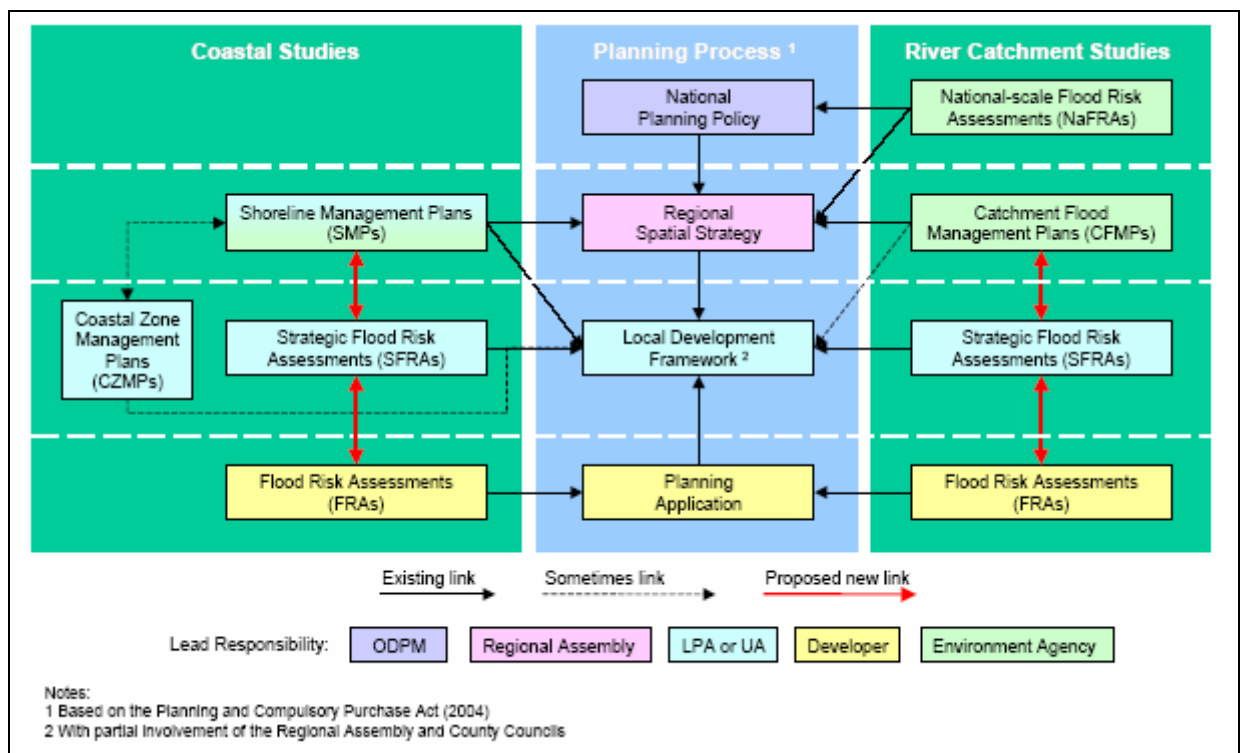 Coastal Studies
Planning Process ¹
River Catchment Studies
National
Planning Policy
National-scale Flood Risk
Assessments (NaFRAs)
Shoreline Management Plans
(SMPs)
Regional
Spatial Strategy
Catchment Flood
Management Plans (CFMPs)
Coastal Zone
Management
Plans
(CZMPs)
Strategic Flood Risk
Assessments (SFRAs)
Local Development
Framework ²
Strategic Flood Risk
Assessments (SFRAs)
Flood Risk Assessments
(FRAs)
Planning
Application
Flood Risk Assessments
(FRAs)
Existing link
Sometimes link
Proposed new link
Lead Responsibility:
ODPM
Regional Assembly
LPA or UA
Developer
Environment Agency
Notes:
1 Based on the Planning and Compulsory Purchase Act (2004)
2 With partial Involvement of the Regional Assembly and County Councils